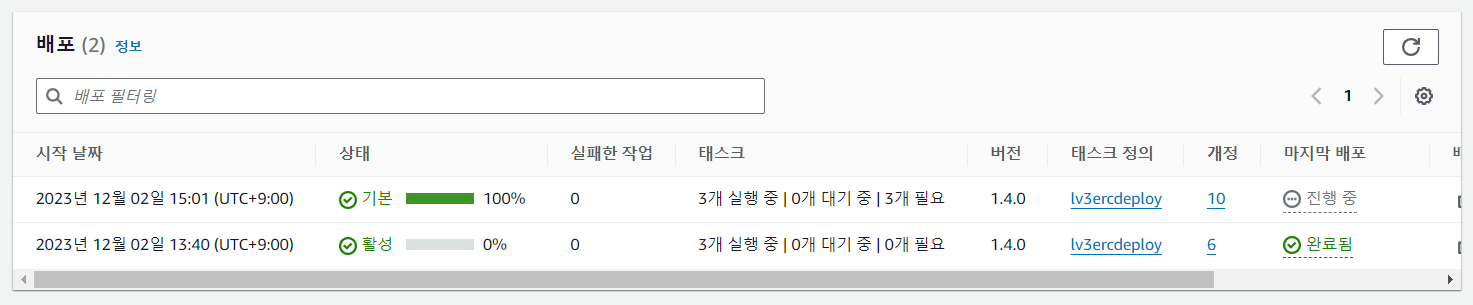 배포 (2) 정보
배포 필터링
1
시작 날짜 상태 실패한 작업 태스크 버전 태스크 정의 개정 마지막 배포
2023년 12월 02일 15:01 (UTC+9:00) 기본 100% 0 3개 실행 중 | 0개 대기 중 | 3개 필요 1.4.0 lv3ercdeploy 10 진행 중
2023년 12월 02일 13:40 (UTC+9:00) 활성 0% 0 3개 실행 중 | 0개 대기 중 | 0개 필요 1.4.0 lv3ercdeploy 6 완료됨